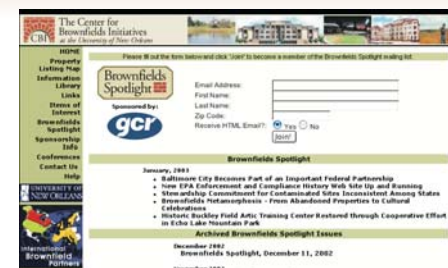 The Center for
Brownfields Initiatives
at the University of New Orleans
CBI
HOME
Property
Listing Map
Information
Library
Links
Items of
Interest
Brownfields
Spotlight
Sponsorship
Info
Conferences
Contact Us
Help
UNIVERSITY OF
NEW ORLEANS
International
Brownfield
Partners
Please fill out the form below and click "Join" to become a member of the Brownfields Spotlight mailing list.
Brownfields
Spotlight
Sponsored by:
gcr
Email Address:
First Name:
Last Name:
Zip Code:
Receive HTML Email?: Yes No
Join!
Brownfields Spotlight
January, 2003
Baltimore City Becomes Part of an Important Federal Partnership
New EPA Enforcement and Compliance History Web Site Up and Running
Stewardship Commitment for Contaminated Sites Inconsistent Among States
Brownfields Metamorphosis - From Abandoned Properties to Cultural
Celebrations
Historic Buckley Field Artic Training Center Restored through Cooperative Effort
in Echo Lake Mountain Park
Archived Brownfields Spotlight Issues
December 2002
Brownfields Spotlight, December 11, 2002